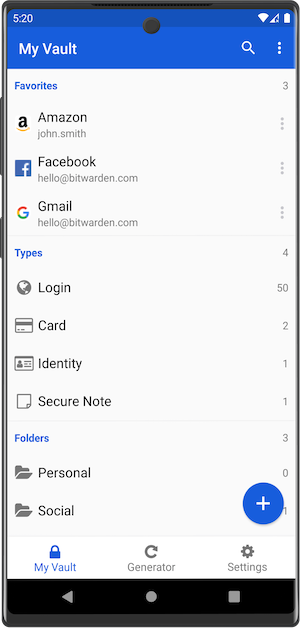 5:20
My Vault
Favorites 3
Amazon
john.smith
Facebook
hello@bitwarden.com
Gmail
hello@bitwarden.com
Types 4
Login 50
Card 2
Identity 1
Secure Note 1
Folders 3
Personal 0
Social 1
My Vault Generator Settings